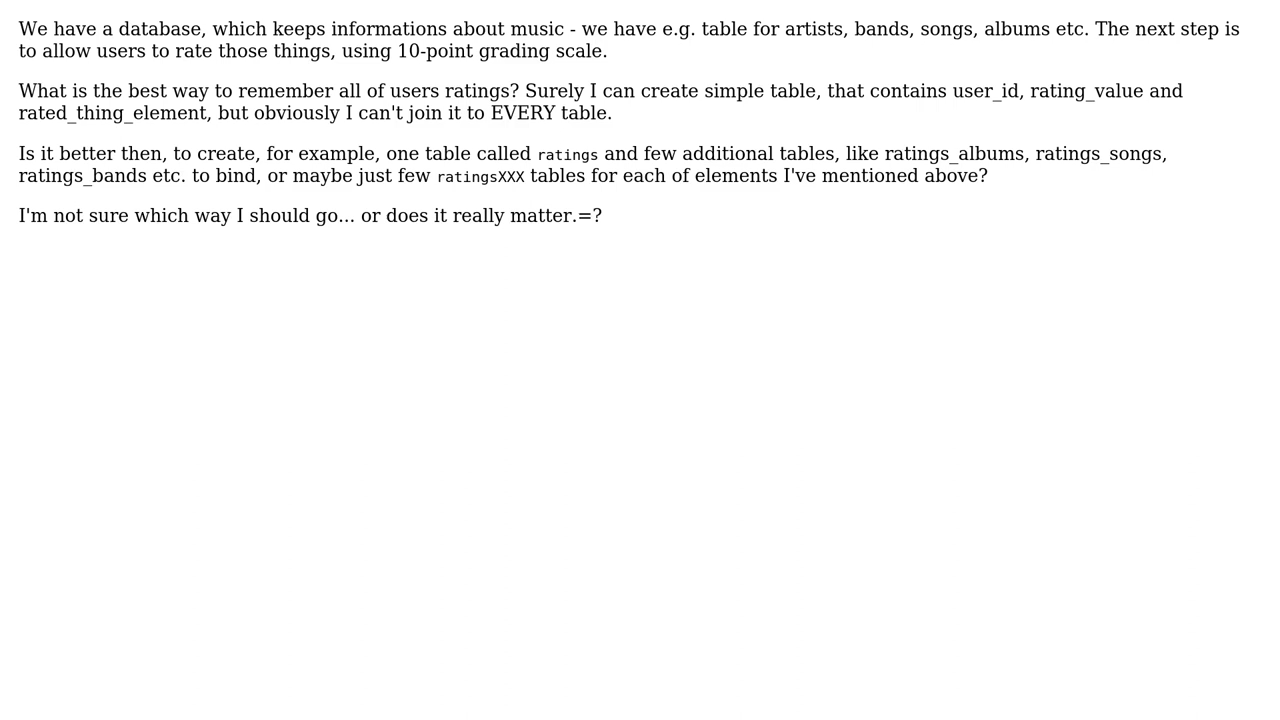 We have a database, which keeps informations about music - we have e.g. table for artists, bands, songs, albums etc. The next step is
to allow users to rate those things, using 10-point grading scale.
What is the best way to remember all of users ratings? Surely I can create simple table, that contains user_id, rating_value and
rated_thing_element, but obviously I can't join it to EVERY table.
Is it better then, to create, for example, one table called ratings and few additional tables, like ratings_albums, ratings_songs,
ratings_bands etc. to bind, or maybe just few ratingsXXX tables for each of elements I've mentioned above?
I'm not sure which way I should go... or does it really matter.=?